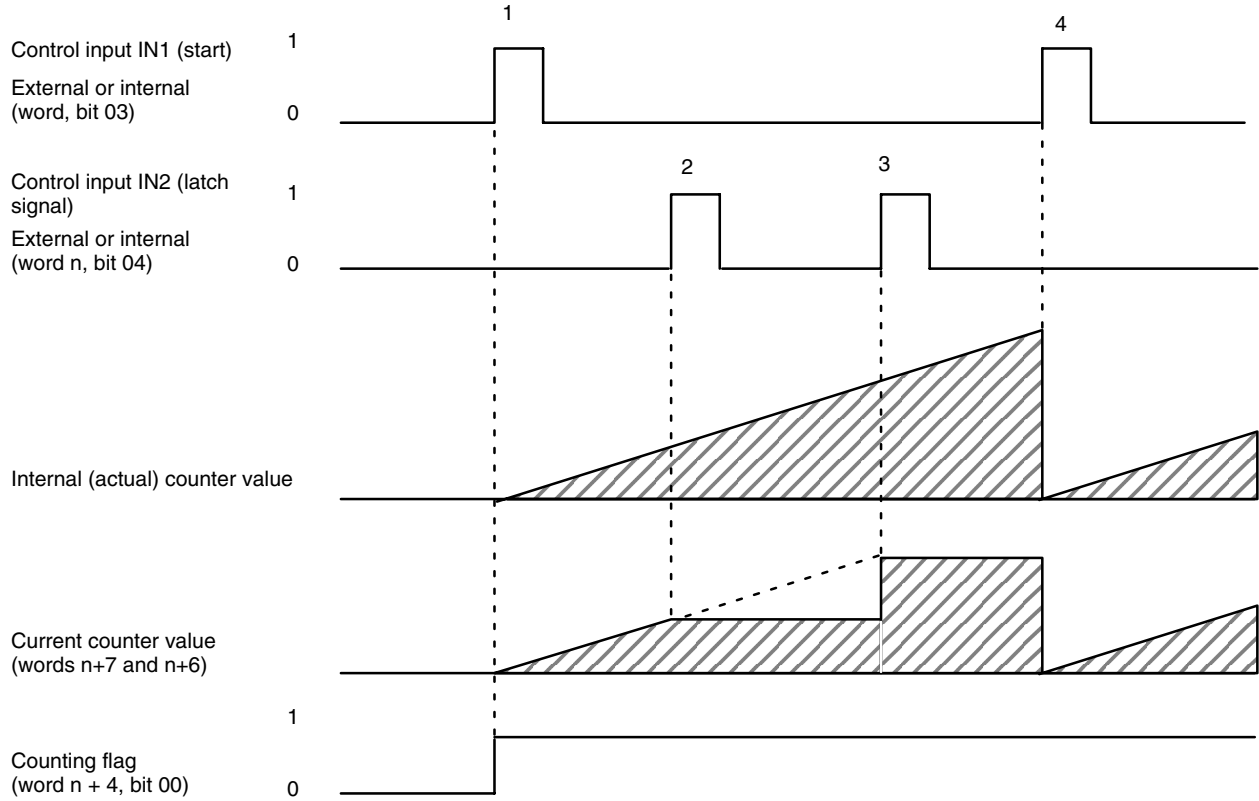 1
4
Control input IN1 (start)
1
External or internal
(word, bit 03)
0
2
3
Control input IN2 (latch
signal)
1
External or internal
(word n, bit 04)
0
Internal (actual) counter value
Current counter value
(words n+7 and n+6)
1
Counting flag
(word n + 4, bit 00)
0